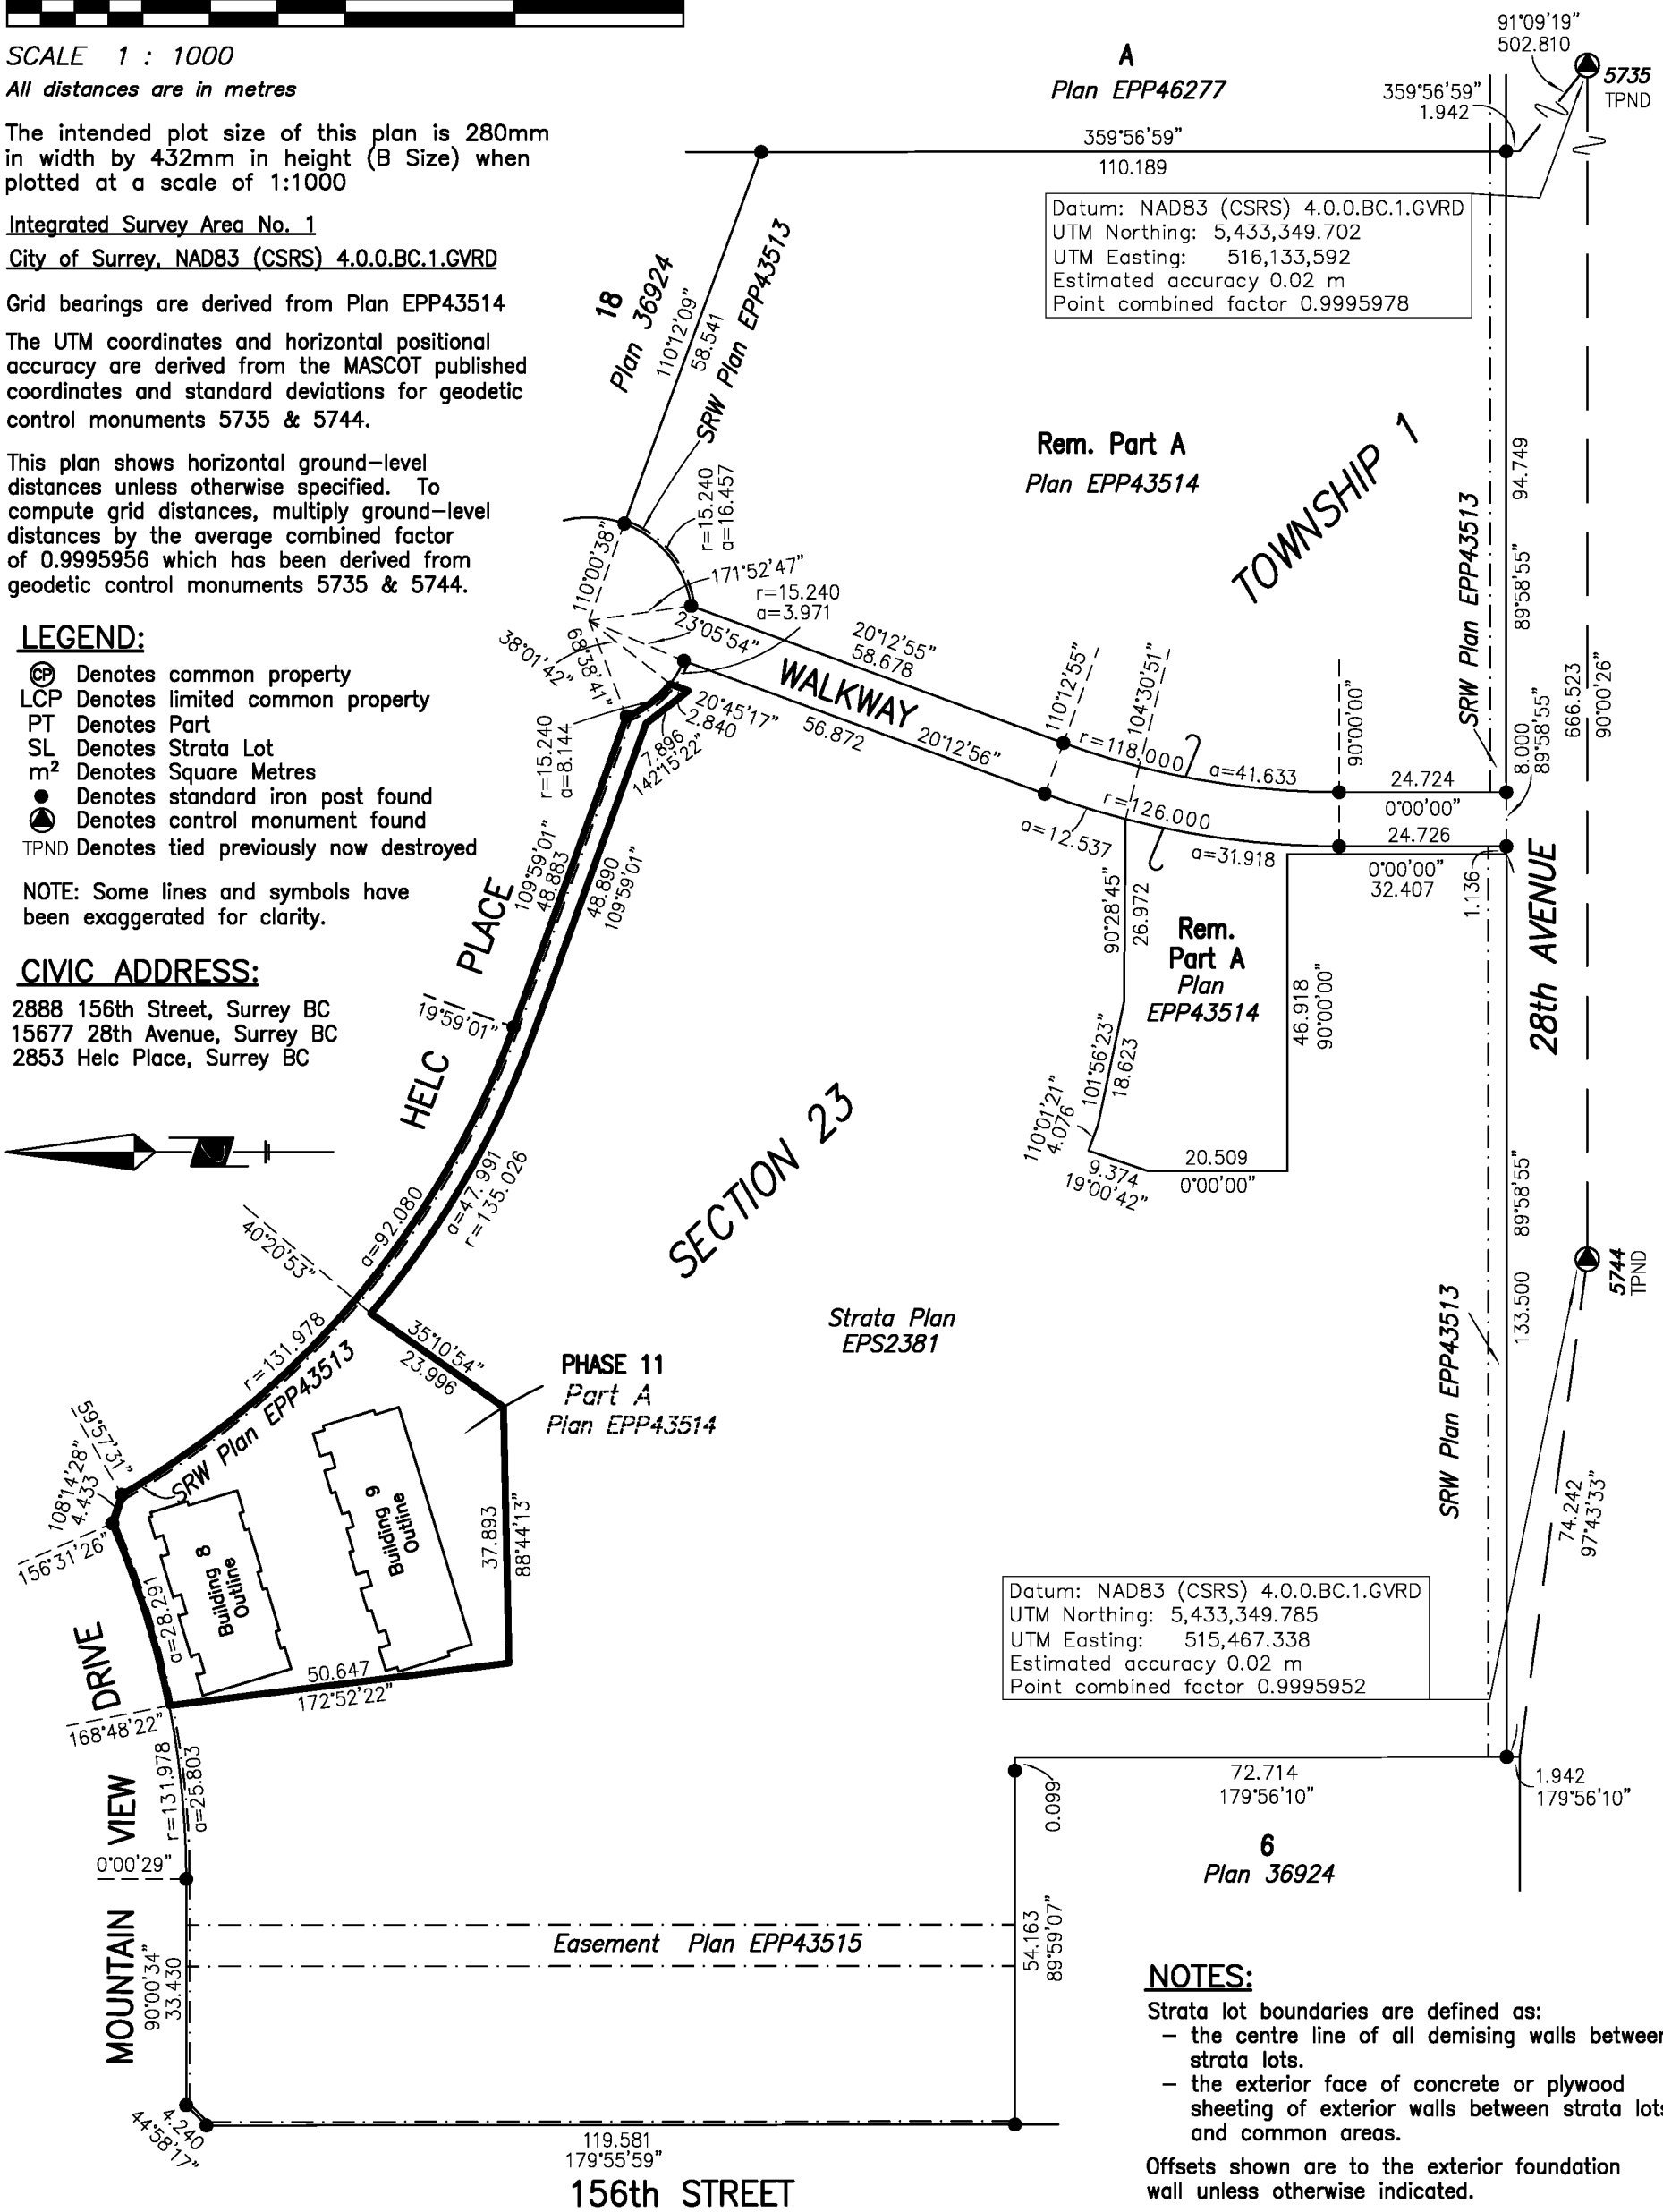 SCALE 1 : 1000
All distances are in metres
The intended plot size of this plan is 280mm
in width by 432mm in height (B Size) when
plotted at a scale of 1:1000
Integrated Survey Area No. 1
City of Surrey, NAD83 (CSRS) 4.0.0.BC.1.GVRD
Grid bearings are derived from Plan EPP43514
The UTM coordinates and horizontal positional
accuracy are derived from the MASCOT published
coordinates and standard deviations for geodetic
control monuments 5735 & 5744.
This plan shows horizontal ground-level
distances unless otherwise specified. To
compute grid distances, multiply ground-level
distances by the average combined factor
of 0.9995956 which has been derived from
geodetic control monuments 5735 & 5744.
LEGEND:
CP Denotes common property
LCP Denotes limited common property
PT Denotes Part
SL Denotes Strata Lot
m² Denotes Square Metres
Denotes standard iron post found
Denotes control monument found
TPND Denotes tied previously now destroyed
NOTE: Some lines and symbols have
been exaggerated for clarity.
CIVIC ADDRESS:
2888 156th Street, Surrey BC
15677 28th Avenue, Surrey BC
2853 Helc Place, Surrey BC
A
Plan EPP46277
359°56'59"
110.189
359°56'59"
1.942
91°09'19"
502.810
5735
TPND
Datum: NAD83 (CSRS) 4.0.0.BC.1.GVRD
UTM Northing: 5,433,349.702
UTM Easting: 516,133,592
Estimated accuracy 0.02 m
Point combined factor 0.9995978
18
Plan 36924
110°12'09"
58.541
SRW Plan EPP43513
Rem. Part A
Plan EPP43514
TOWNSHIP 1
SRW Plan EPP43513
94.749
89°58'55"
666.523
90°00'26"
r=15.240
a=16.457
110°00'38"
171°52'47"
r=15.240
a=3.971
23°05'54"
38°01'42"
68°38'41"
20°12'55"
58.678
WALKWAY
56.872
20°12'56"
20°45'17"
2.840
7.896
142°15'22"
r=15.240
a=8.144
110°12'55"
104°30'51"
90°00'00"
r=118.000
a=41.633
24.724
0°00'00"
8.000
89°58'55"
r=126.000
a=12.537
a=31.918
24.726
0°00'00"
32.407
1.136
28th AVENUE
90°28'45"
26.972
Rem.
Part A
Plan
EPP43514
46.918
90°00'00"
101°56'23"
18.623
110°01'21"
4.076
9.374
19°00'42"
20.509
0°00'00"
109°59'01"
48.883
48.890
109°59'01"
HELC PLACE
19°59'01"
a=92.080
a=47.991
r=135.026
40°20'53"
r=131.978
SRW Plan EPP43513
SECTION 23
Strata Plan
EPS2381
35°10'54"
23.996
PHASE 11
Part A
Plan EPP43514
59°57'31"
108°14'28"
4.433
156°31'26"
a=28.291
Building 8
Outline
Building 9
Outline
37.893
88°44'13"
50.647
172°52'22"
168°48'22"
MOUNTAIN VIEW DRIVE
r=131.978
a=25.803
0°00'29"
90°00'34"
33.430
44°58'17"
4.240
Easement Plan EPP43515
119.581
179°55'59"
156th STREET
54.163
89°59'07"
0.099
72.714
179°56'10"
6
Plan 36924
1.942
179°56'10"
SRW Plan EPP43513
133.500
89°58'55"
5744
TPND
74.242
97°43'33"
Datum: NAD83 (CSRS) 4.0.0.BC.1.GVRD
UTM Northing: 5,433,349.785
UTM Easting: 515,467.338
Estimated accuracy 0.02 m
Point combined factor 0.9995952
NOTES:
Strata lot boundaries are defined as:
- the centre line of all demising walls between
strata lots.
- the exterior face of concrete or plywood
sheeting of exterior walls between strata lots
and common areas.
Offsets shown are to the exterior foundation
wall unless otherwise indicated.